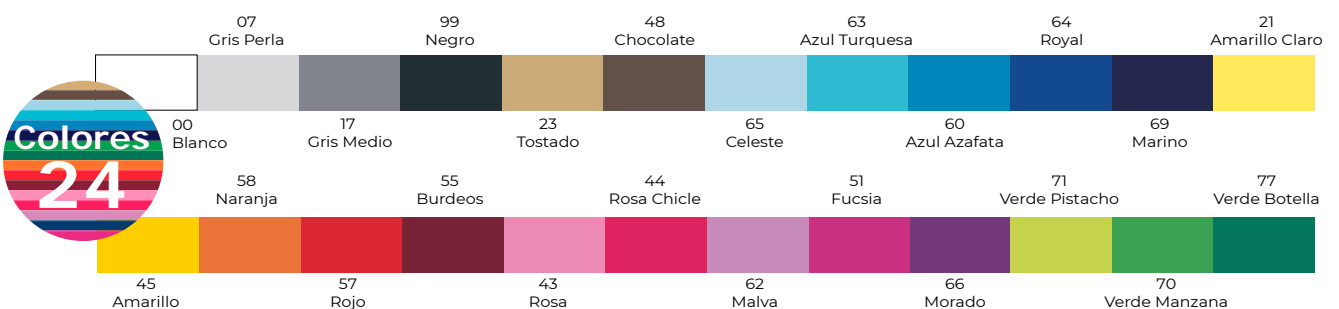 07
Gris Perla
99
Negro
48
Chocolate
63
Azul Turquesa
64
Royal
21
Amarillo Claro
Colores
24
00
Blanco
17
Gris Medio
23
Tostado
65
Celeste
60
Azul Azafata
69
Marino
58
Naranja
55
Burdeos
44
Rosa Chicle
51
Fucsia
71
Verde Pistacho
77
Verde Botella
45
Amarillo
57
Rojo
43
Rosa
62
Malva
66
Morado
70
Verde Manzana